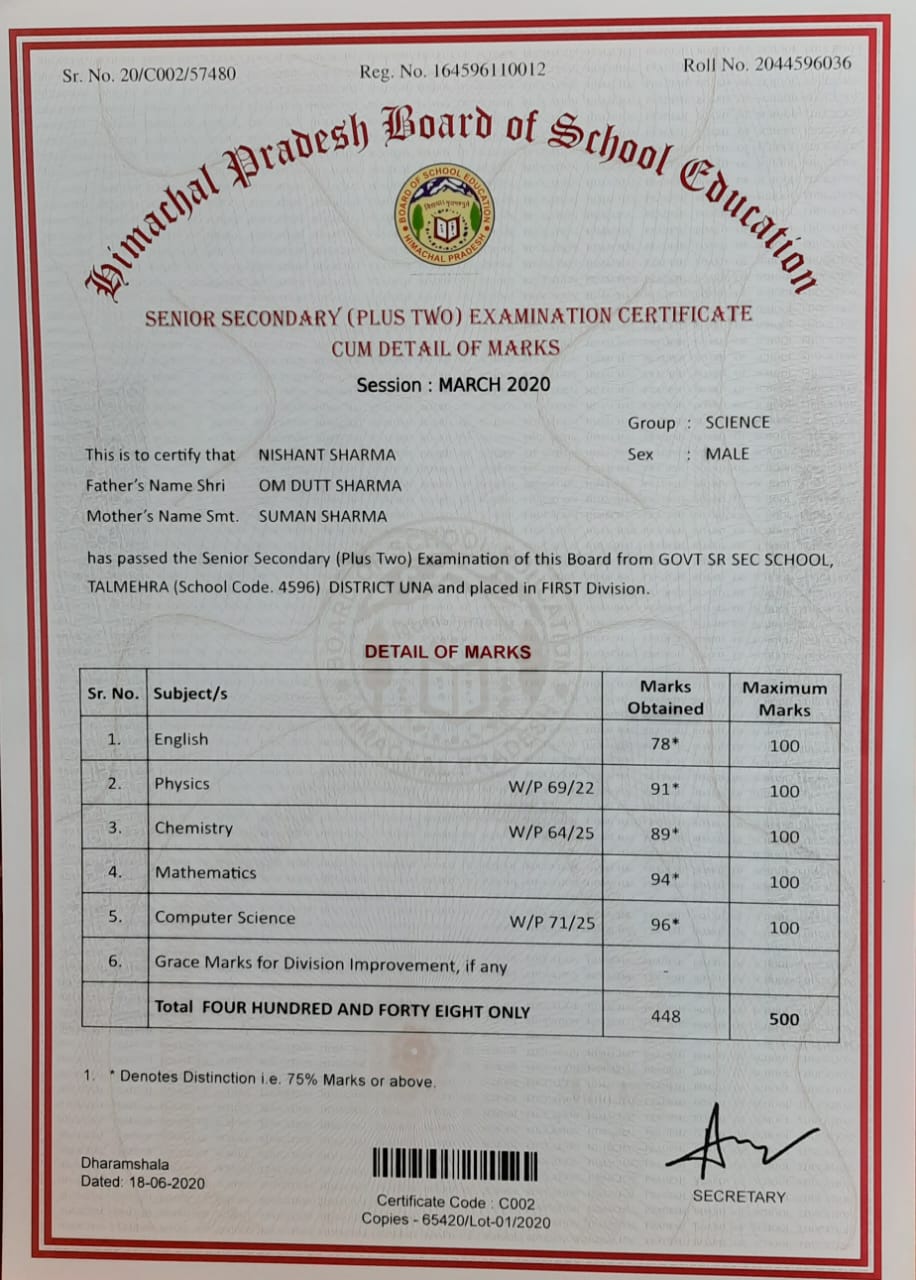 Sr. No. 20/C002/57480 Reg. No. 164596110012 Roll No. 2044596036
Himachal Pradesh Board of School Education
BOARD OF SCHOOL EDUCATION
HIMACHAL PRADESH
SENIOR SECONDARY (PLUS TWO) EXAMINATION CERTIFICATE
CUM DETAIL OF MARKS
Session : MARCH 2020
Group : SCIENCE
This is to certify that NISHANT SHARMA Sex : MALE
Father's Name Shri OM DUTT SHARMA
Mother's Name Smt. SUMAN SHARMA
has passed the Senior Secondary (Plus Two) Examination of this Board from GOVT SR SEC SCHOOL,
TALMEHRA (School Code. 4596) DISTRICT UNA and placed in FIRST Division.
DETAIL OF MARKS
Sr. No. Subject/s Marks Obtained Maximum Marks
1. English 78* 100
2. Physics W/P 69/22 91* 100
3. Chemistry W/P 64/25 89* 100
4. Mathematics 94* 100
5. Computer Science W/P 71/25 96* 100
6. Grace Marks for Division Improvement, if any -
Total FOUR HUNDRED AND FORTY EIGHT ONLY 448 500
1. * Denotes Distinction i.e. 75% Marks or above.
Dharamshala
Dated: 18-06-2020
SECRETARY
Certificate Code : C002
Copies - 65420/Lot-01/2020